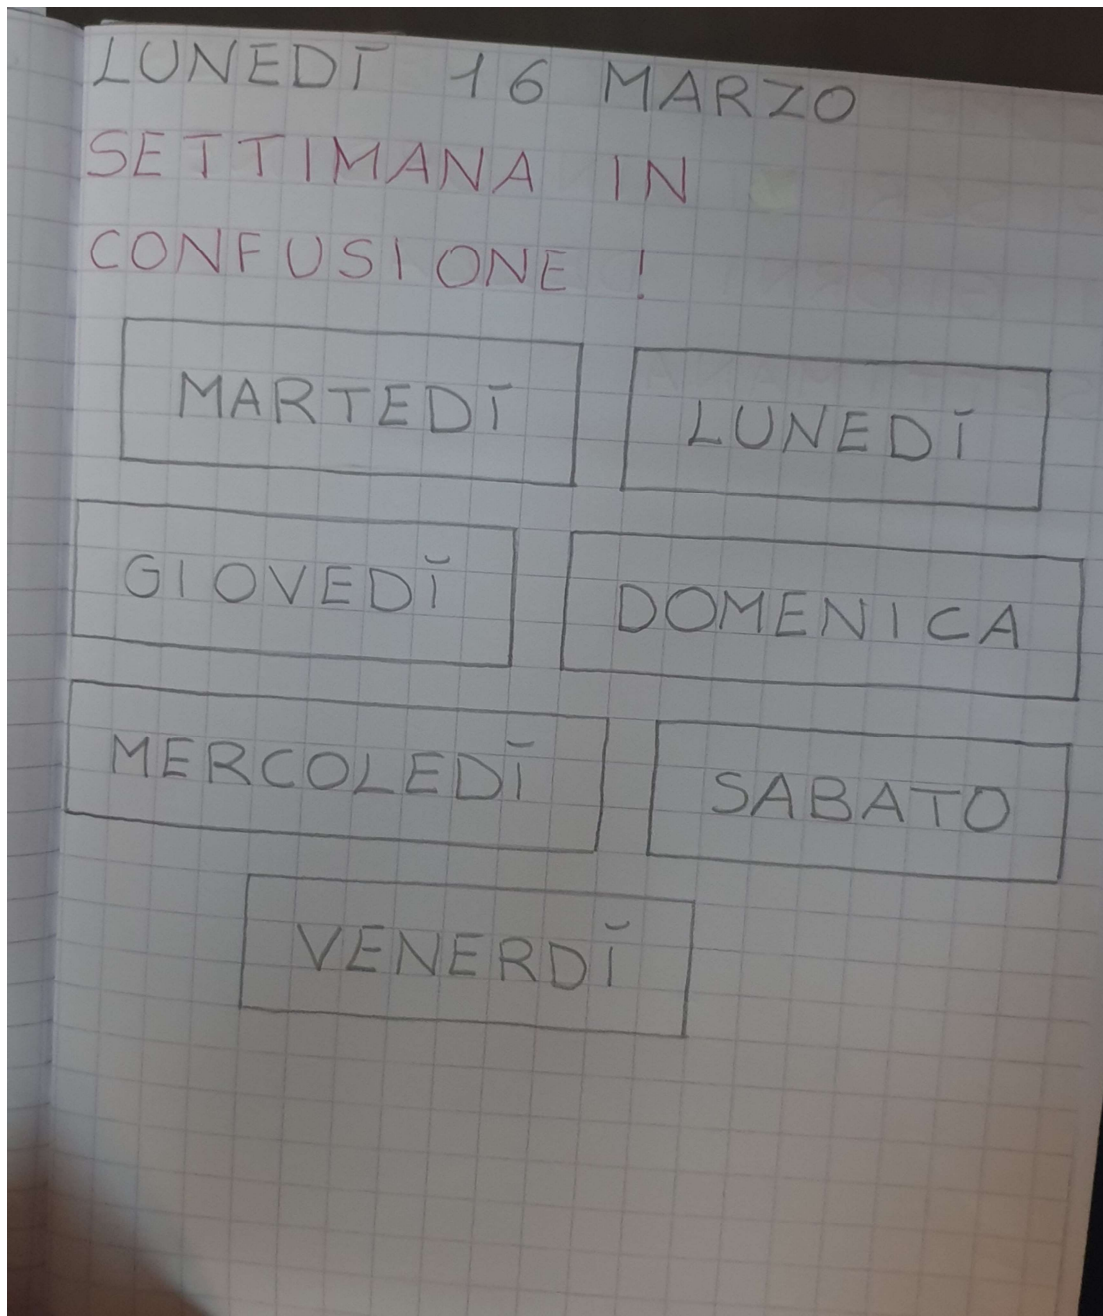 LUNEDÌ 16 MARZO
SETTIMANA IN
CONFUSIONE !
MARTEDÌ LUNEDÌ
GIOVEDÌ DOMENICA
MERCOLEDÌ SABATO
VENERDÌ